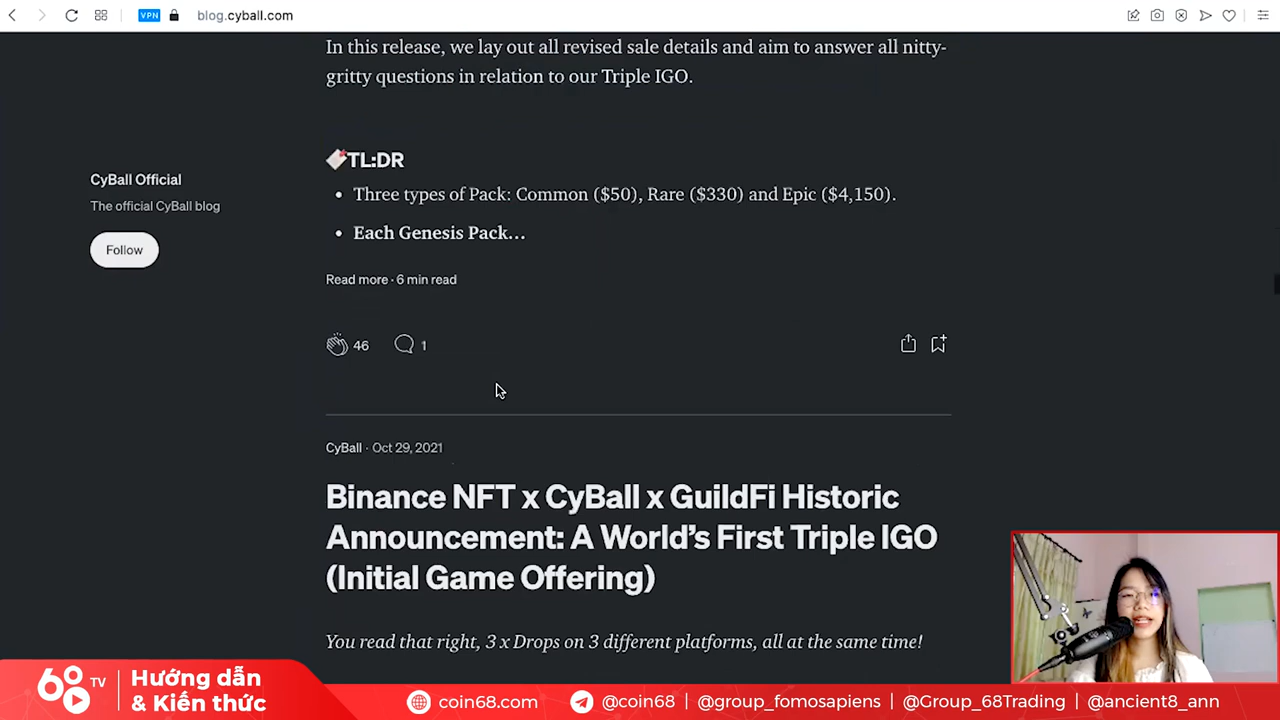 VPN
blog.cyball.com
In this release, we lay out all revised sale details and aim to answer all nitty-
gritty questions in relation to our Triple IGO.
TL:DR
CyBall Official
• Three types of Pack: Common ($50), Rare ($330) and Epic ($4,150).
The official CyBall blog
• Each Genesis Pack…
Follow
Read more · 6 min read
46 1
CyBall · Oct 29, 2021
Binance NFT x CyBall x GuildFi Historic
Announcement: A World’s First Triple IGO
(Initial Game Offering)
You read that right, 3 x Drops on 3 different platforms, all at the same time!
68 TV
Hướng dẫn
& Kiến thức
coin68.com @coin68 | @group_fomosapiens | @Group_68Trading | @ancient8_ann